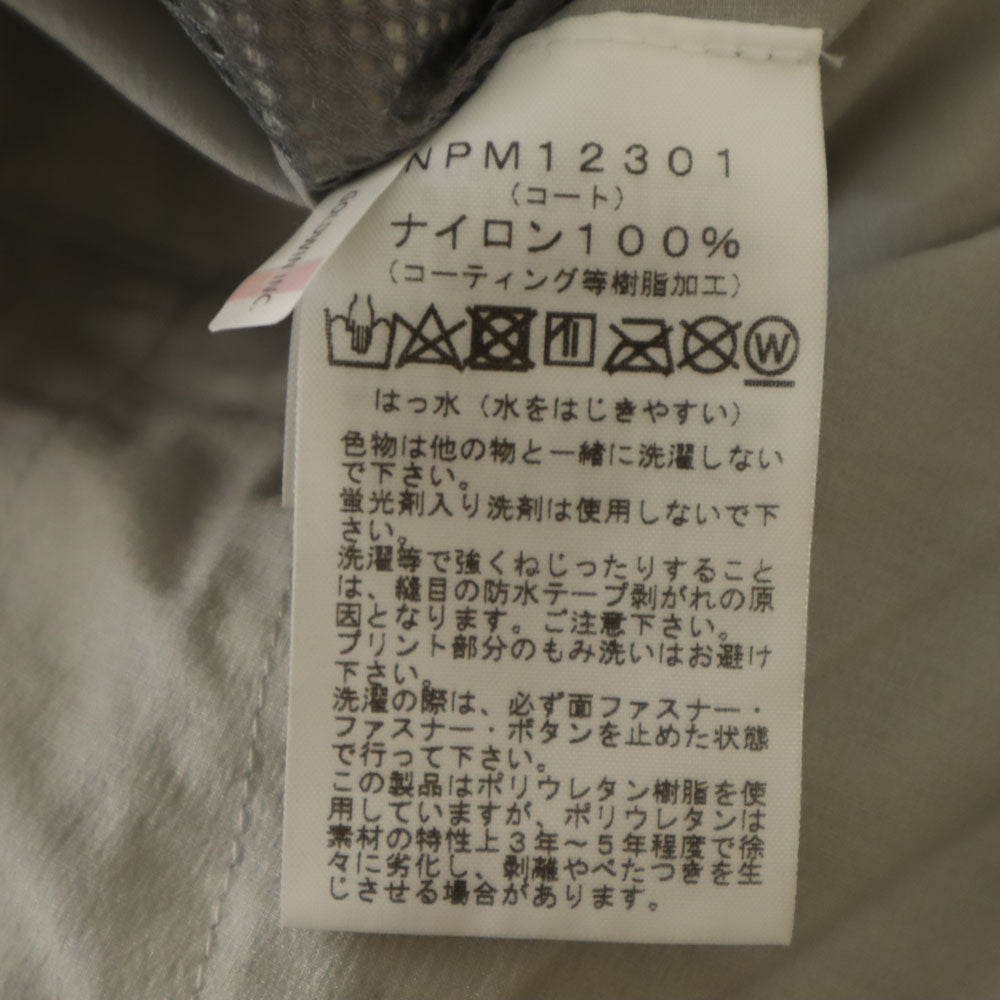 NPM12301
(コート)
ナイロン100%
(コーティング等樹脂加工)
W
はっ水 (水をはじきやすい)
色物は他の物と一緒に洗濯しない
で下さい。
蛍光剤入り洗剤は使用しないで下
さい。
洗濯等で強くねじったりすること
は、縫目の防水テープ剥がれの原
因となります。ご注意下さい。
プリント部分のもみ洗いはお避け
下さい。
洗濯の際は、必ず面ファスナー・
ファスナー・ボタンを止めた状態
で行って下さい。
この製品はポリウレタン樹脂を使
用していますが、ポリウレタンは
素材の特性上3年～5年程度で徐
々に劣化し、剥離やべたつきを生
じさせる場合があります。
GOLDWIN INC.